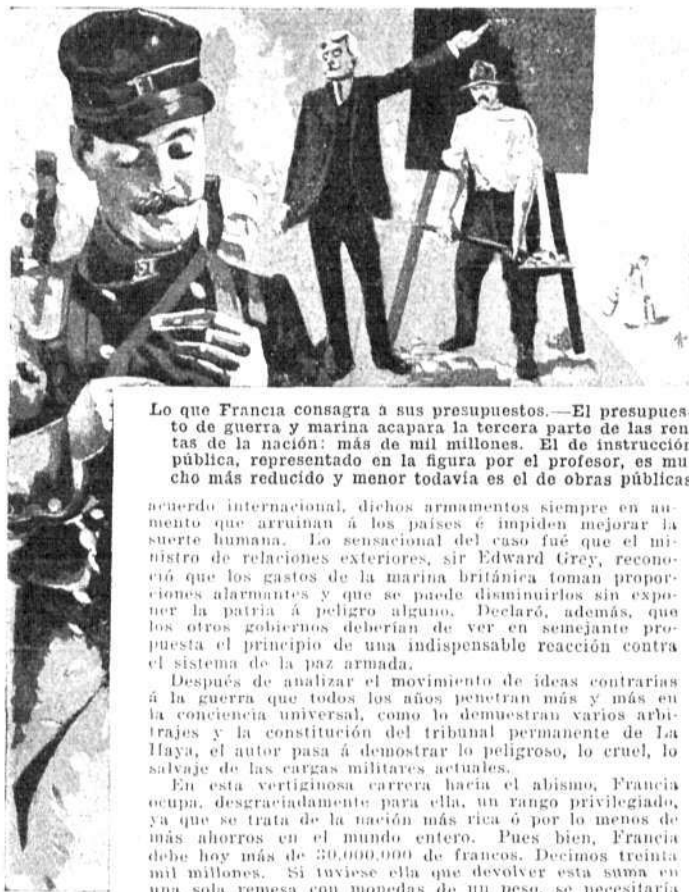 51
Lo que Francia consagra á sus presupuestos.—El presupues-
to de guerra y marina acapara la tercera parte de las ren-
tas de la nación: más de mil millones. El de instrucción
pública, representado en la figura por el profesor, es mu-
cho más reducido y menor todavía es el de obras públicas
acuerdo internacional, dichos armamentos siempre en au-
mento que arruinan á los países é impiden mejorar la
suerte humana. Lo sensacional del caso fué que el mi-
nistro de relaciones exteriores, sir Edward Grey, recono-
ció que los gastos de la marina británica toman propor-
ciones alarmantes y que se puede disminuirlos sin expo-
ner la patria á peligro alguno. Declaró, además, que
los otros gobiernos deberían de ver en semejante pro-
puesta el principio de una indispensable reacción contra
el sistema de la paz armada.
Después de analizar el movimiento de ideas contrarias
á la guerra que todos los años penetran más y más en
la conciencia universal, como lo demuestran varios arbi-
trajes y la constitución del tribunal permanente de La
Haya, el autor pasa á demostrar lo peligroso, lo cruel, lo
salvaje de las cargas militares actuales.
En esta vertiginosa carrera hacia el abismo, Francia
ocupa, desgraciadamente para ella, un rango privilegiado,
ya que se trata de la nación más rica ó por lo menos de
más ahorros en el mundo entero. Pues bien, Francia
debe hoy más de 30.000.000 de francos. Decimos treinta
mil millones. Si tuviese ella que devolver esta suma en
una sola remesa con monedas de un peso, se necesitaría